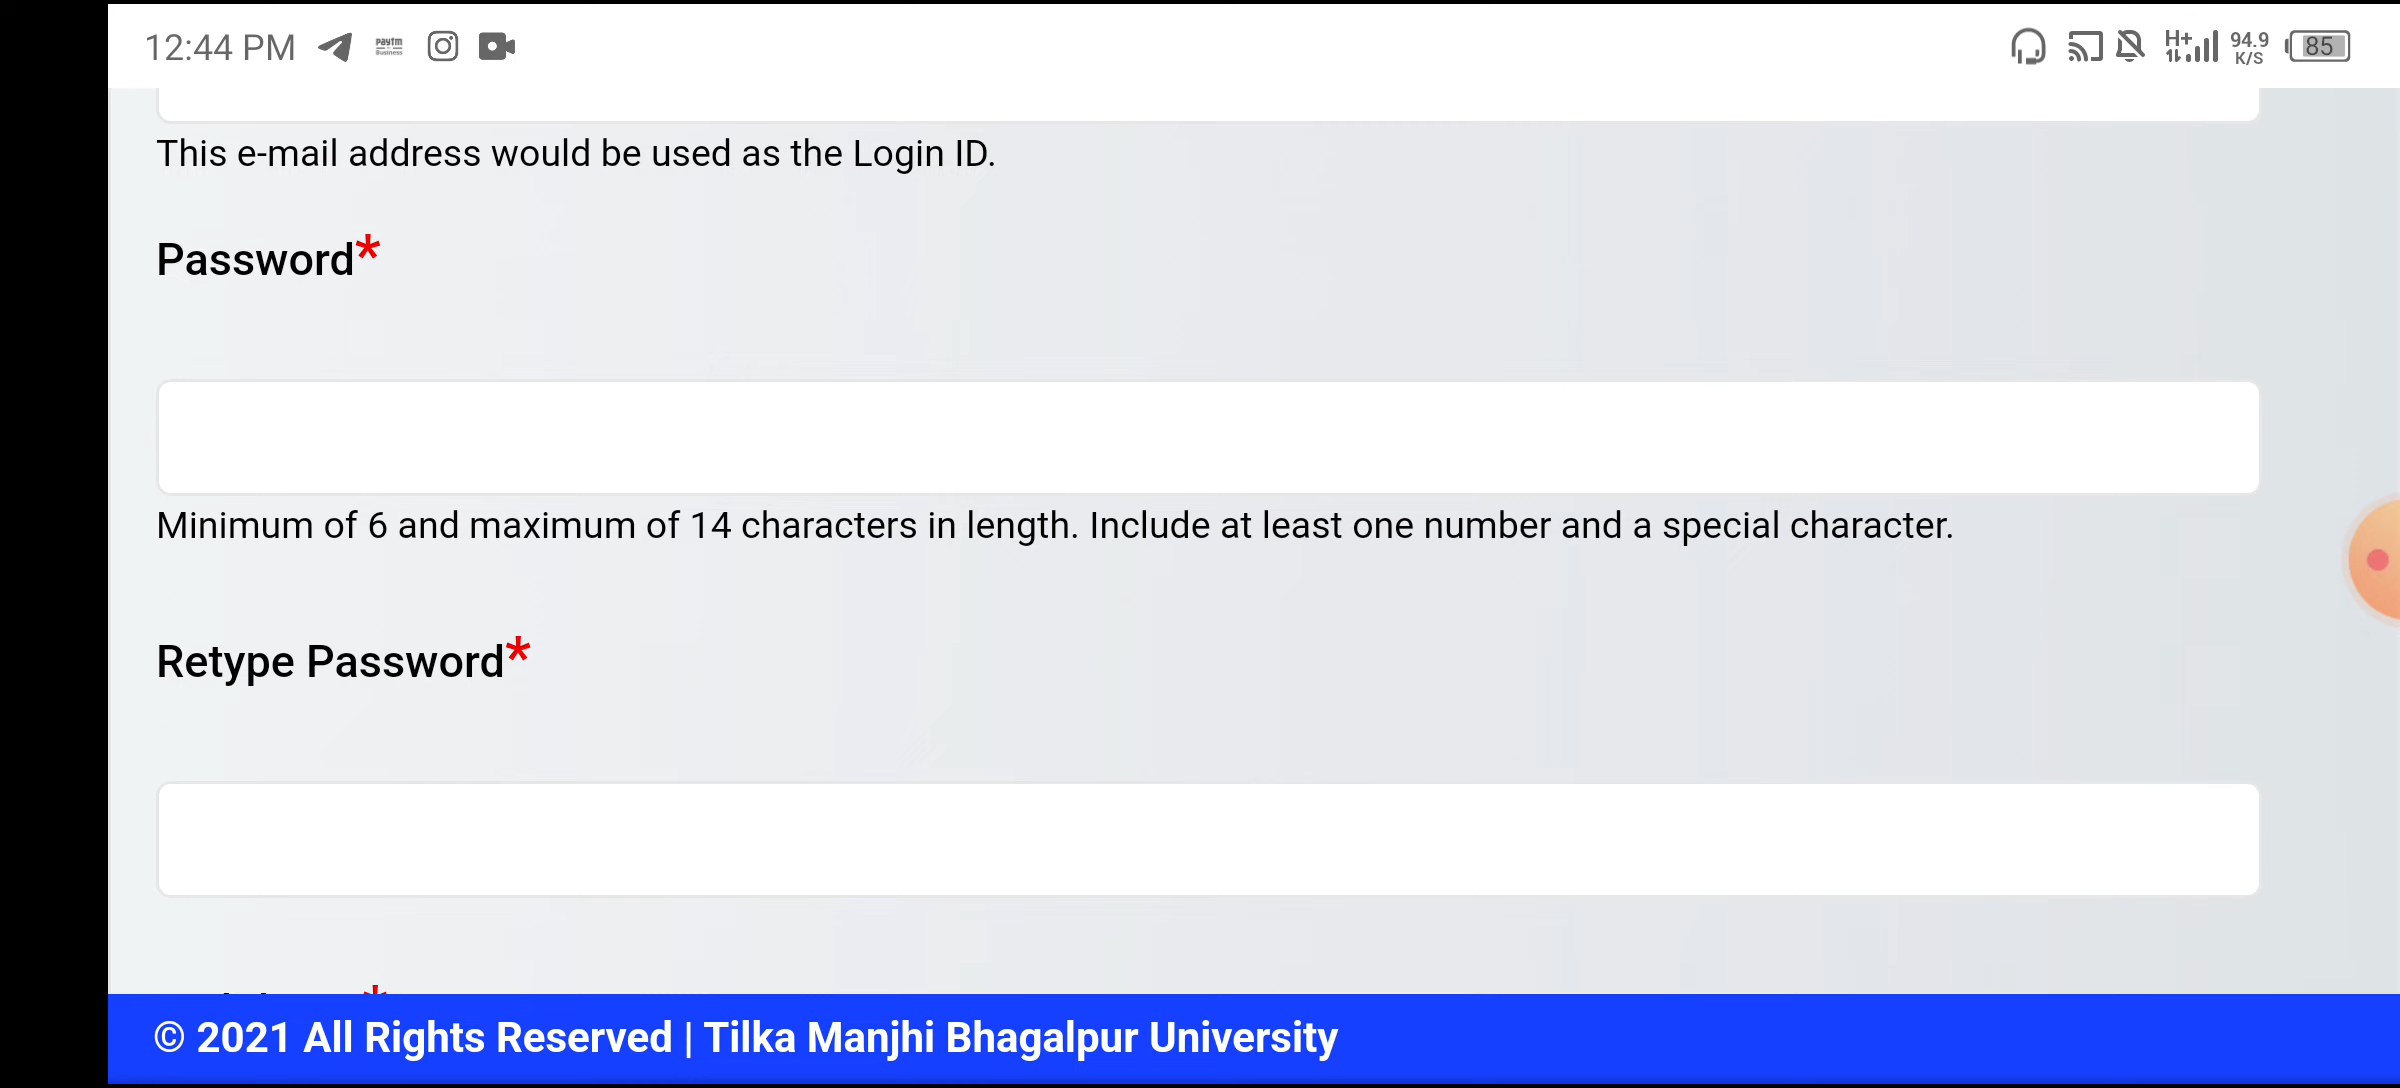 12:44 PM
paytm
Business
H+
94.9
K/S
85
This e-mail address would be used as the Login ID.
Password*
Minimum of 6 and maximum of 14 characters in length. Include at least one number and a special character.
Retype Password*
© 2021 All Rights Reserved | Tilka Manjhi Bhagalpur University